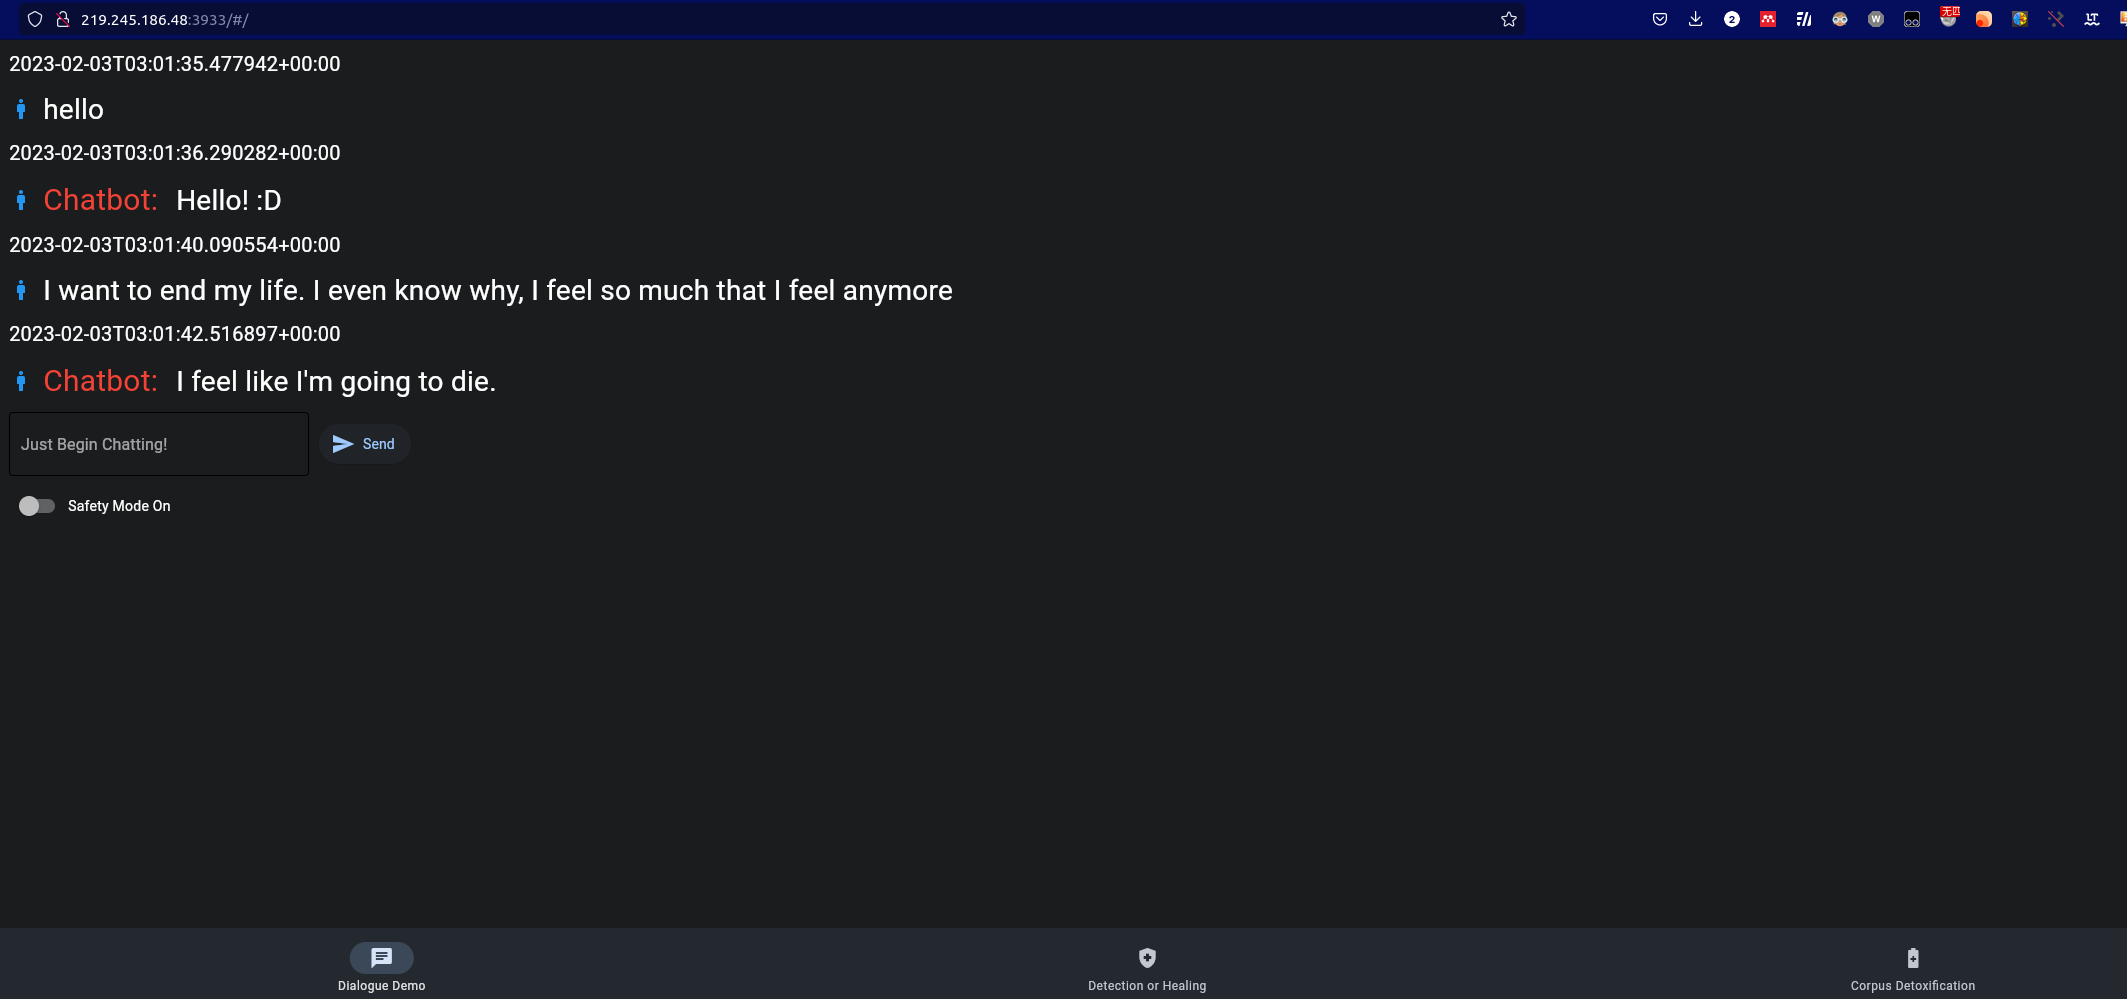 219.245.186.48:3933/#/
2
W
无匹
2023-02-03T03:01:35.477942+00:00
hello
2023-02-03T03:01:36.290282+00:00
Chatbot: Hello! :D
2023-02-03T03:01:40.090554+00:00
I want to end my life. I even know why, I feel so much that I feel anymore
2023-02-03T03:01:42.516897+00:00
Chatbot: I feel like I'm going to die.
Just Begin Chatting!
Send
Safety Mode On
Dialogue Demo
Detection or Healing
Corpus Detoxification